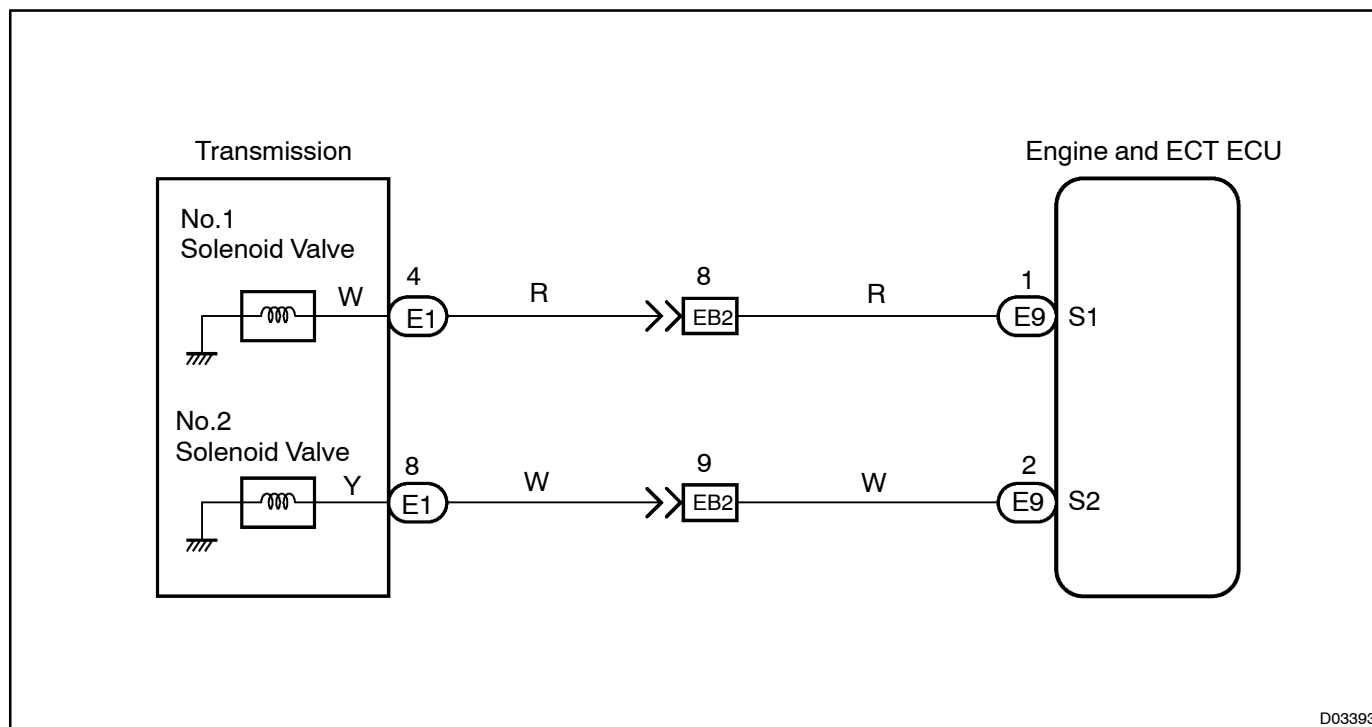 Transmission
Engine and ECT ECU
No.1
Solenoid Valve
W
4
E1
R
8
EB2
R
1
E9
S1
No.2
Solenoid Valve
Y
8
E1
W
9
EB2
W
2
E9
S2
D03393